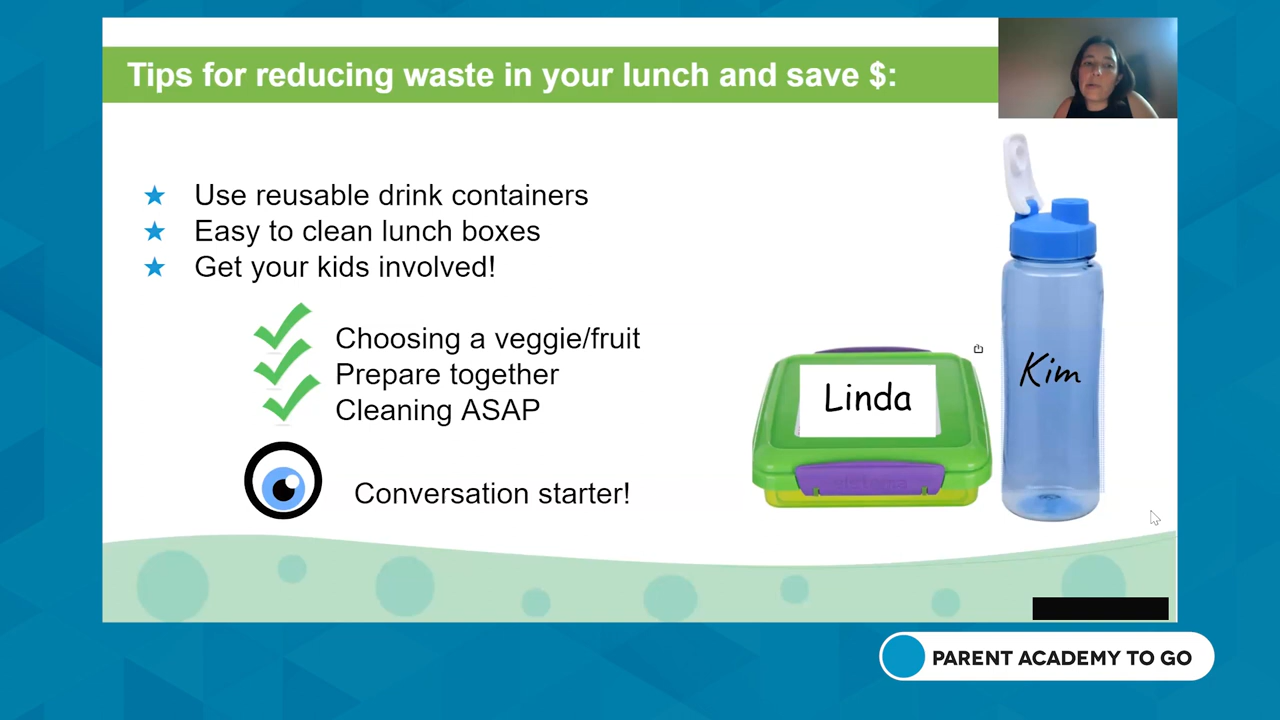 Tips for reducing waste in your lunch and save $:
Use reusable drink containers
Easy to clean lunch boxes
Get your kids involved!
Choosing a veggie/fruit
Prepare together
Cleaning ASAP
Conversation starter!
Linda
sistema
Kim
PARENT ACADEMY TO GO